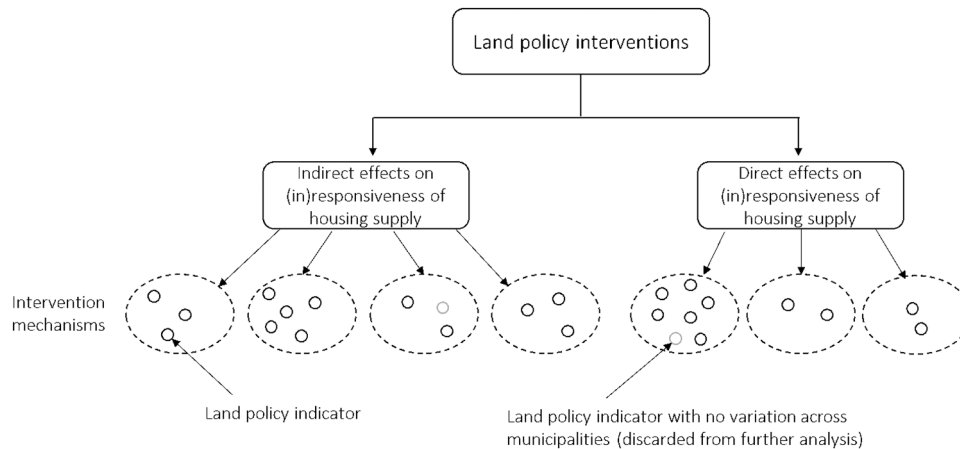 Land policy interventions
Indirect effects on
(in)responsiveness of
housing supply
Direct effects on
(in)responsiveness of
housing supply
Intervention
mechanisms
Land policy indicator
Land policy indicator with no variation across
municipalities (discarded from further analysis)